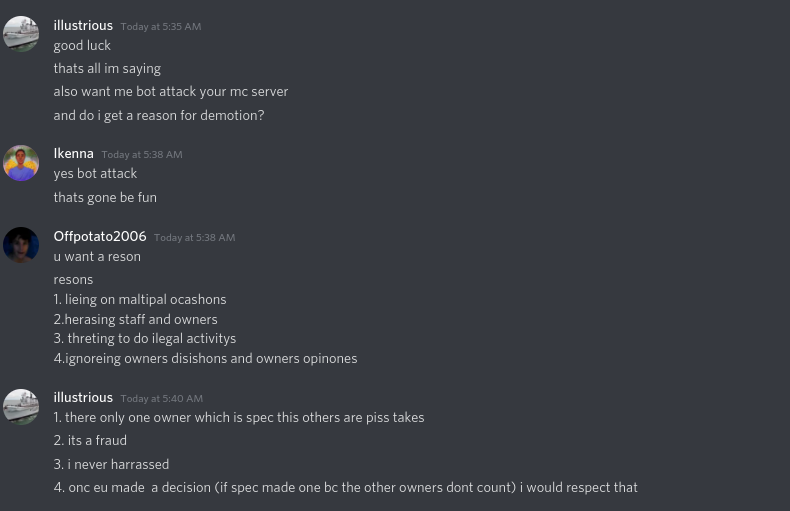 illustrious Today at 5:35 AM
good luck
thats all im saying
also want me bot attack your mc server
and do i get a reason for demotion?
Ikenna Today at 5:38 AM
yes bot attack
thats gone be fun
Offpotato2006 Today at 5:38 AM
u want a reson
resons
1. lieing on maltipal ocashons
2.herasing staff and owners
3. threting to do ilegal activitys
4.ignoreing owners disishons and owners opinones
illustrious Today at 5:40 AM
1. there only one owner which is spec this others are piss takes
2. its a fraud
3. i never harrassed
4. onc eu made  a decision (if spec made one bc the other owners dont count) i would respect that